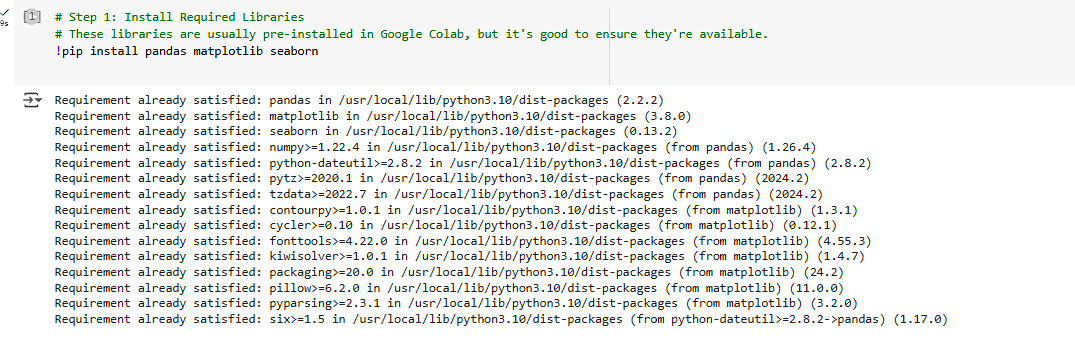 [1]
# Step 1: Install Required Libraries
9s
# These libraries are usually pre-installed in Google Colab, but it's good to ensure they're available.
!pip install pandas matplotlib seaborn
Requirement already satisfied: pandas in /usr/local/lib/python3.10/dist-packages (2.2.2)
Requirement already satisfied: matplotlib in /usr/local/lib/python3.10/dist-packages (3.8.0)
Requirement already satisfied: seaborn in /usr/local/lib/python3.10/dist-packages (0.13.2)
Requirement already satisfied: numpy>=1.22.4 in /usr/local/lib/python3.10/dist-packages (from pandas) (1.26.4)
Requirement already satisfied: python-dateutil>=2.8.2 in /usr/local/lib/python3.10/dist-packages (from pandas) (2.8.2)
Requirement already satisfied: pytz>=2020.1 in /usr/local/lib/python3.10/dist-packages (from pandas) (2024.2)
Requirement already satisfied: tzdata>=2022.7 in /usr/local/lib/python3.10/dist-packages (from pandas) (2024.2)
Requirement already satisfied: contourpy>=1.0.1 in /usr/local/lib/python3.10/dist-packages (from matplotlib) (1.3.1)
Requirement already satisfied: cycler>=0.10 in /usr/local/lib/python3.10/dist-packages (from matplotlib) (0.12.1)
Requirement already satisfied: fonttools>=4.22.0 in /usr/local/lib/python3.10/dist-packages (from matplotlib) (4.55.3)
Requirement already satisfied: kiwisolver>=1.0.1 in /usr/local/lib/python3.10/dist-packages (from matplotlib) (1.4.7)
Requirement already satisfied: packaging>=20.0 in /usr/local/lib/python3.10/dist-packages (from matplotlib) (24.2)
Requirement already satisfied: pillow>=6.2.0 in /usr/local/lib/python3.10/dist-packages (from matplotlib) (11.0.0)
Requirement already satisfied: pyparsing>=2.3.1 in /usr/local/lib/python3.10/dist-packages (from matplotlib) (3.2.0)
Requirement already satisfied: six>=1.5 in /usr/local/lib/python3.10/dist-packages (from python-dateutil>=2.8.2->pandas) (1.17.0)